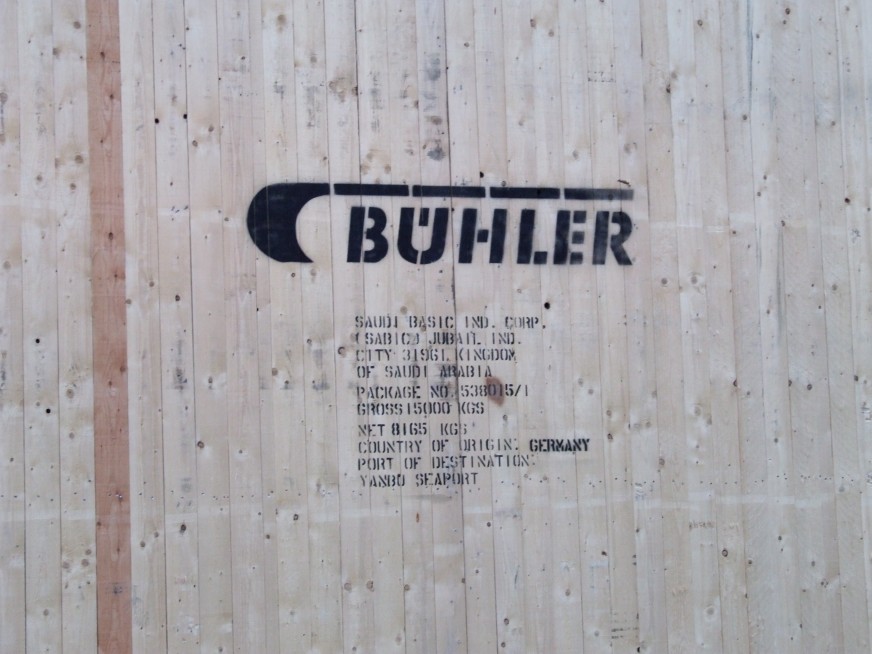 BÜHLER
SAUDI BASIC IND. CORP.
(SABIC) JUBAIL IND.
CITY 31961, KINGDOM
OF SAUDI ARABIA
PACKAGE NO. 538015/1
GROSS 15000 KGS
NET 8165 KGS
COUNTRY OF ORIGIN: GERMANY
PORT OF DESTINATION:
YANBU SEAPORT